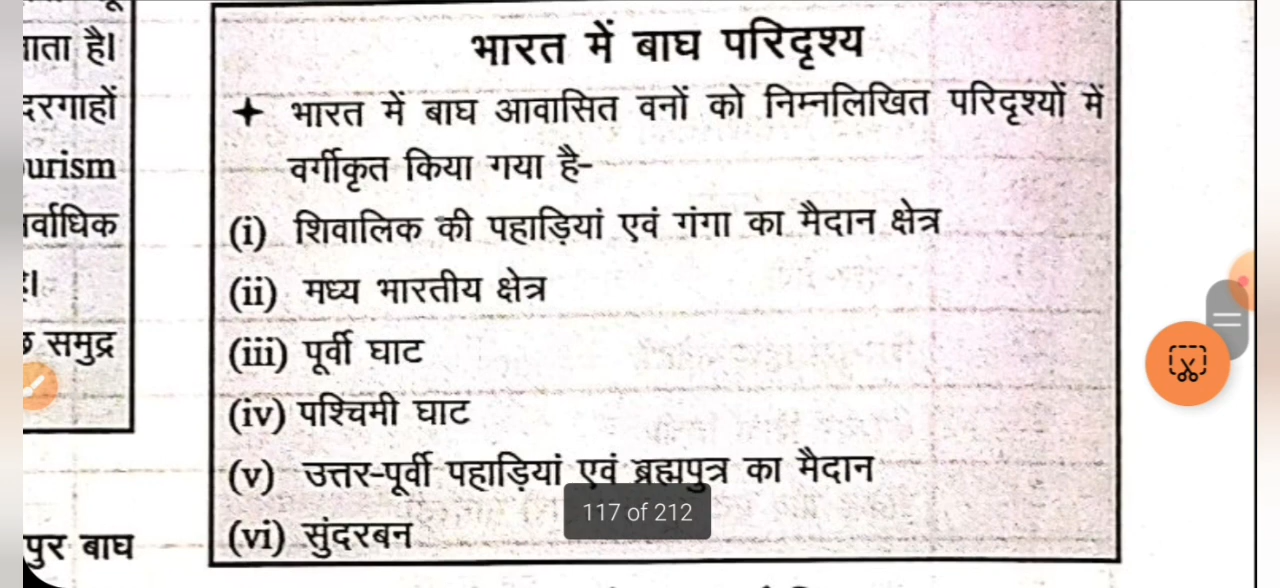 ाता है।
दरगाहों
urism
र्वाधिक
है।
समुद्र
पुर बाघ
भारत में बाघ परिदृश्य
+ भारत में बाघ आवासित वनों को निम्नलिखित परिदृश्यों में
वर्गीकृत किया गया है-
(i) शिवालिक की पहाड़ियां एवं गंगा का मैदान क्षेत्र
(ii) मध्य भारतीय क्षेत्र
(iii) पूर्वी घाट
(iv) पश्चिमी घाट
(v) उत्तर-पूर्वी पहाड़ियां एवं ब्रह्मपुत्र का मैदान
117 of 212
(vi) सुंदरबन